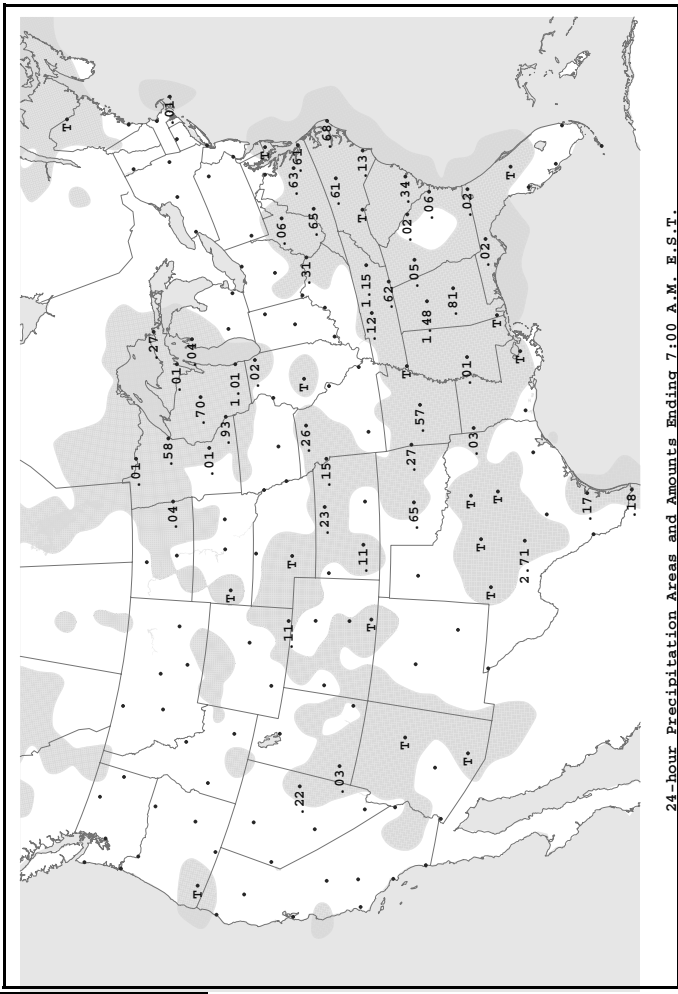 T
.01
.27
.04 .58 .01 .01
.04
T .70
.01
T .93 1.01
.02
T
.06
.11 T .63 .61
.22 .26 T .31
.65
.23 .15 .68
.61
.03
T .11 .12 1.15 T .13
.62
T .27 T .02 .34
.65 .05
.57 1.48 .06
.81
T .03 .01 .02
T
T .02
T T T T
2.71 T
.17
.18
24-hour Precipitation Areas and Amounts Ending 7:00 A.M. E.S.T.